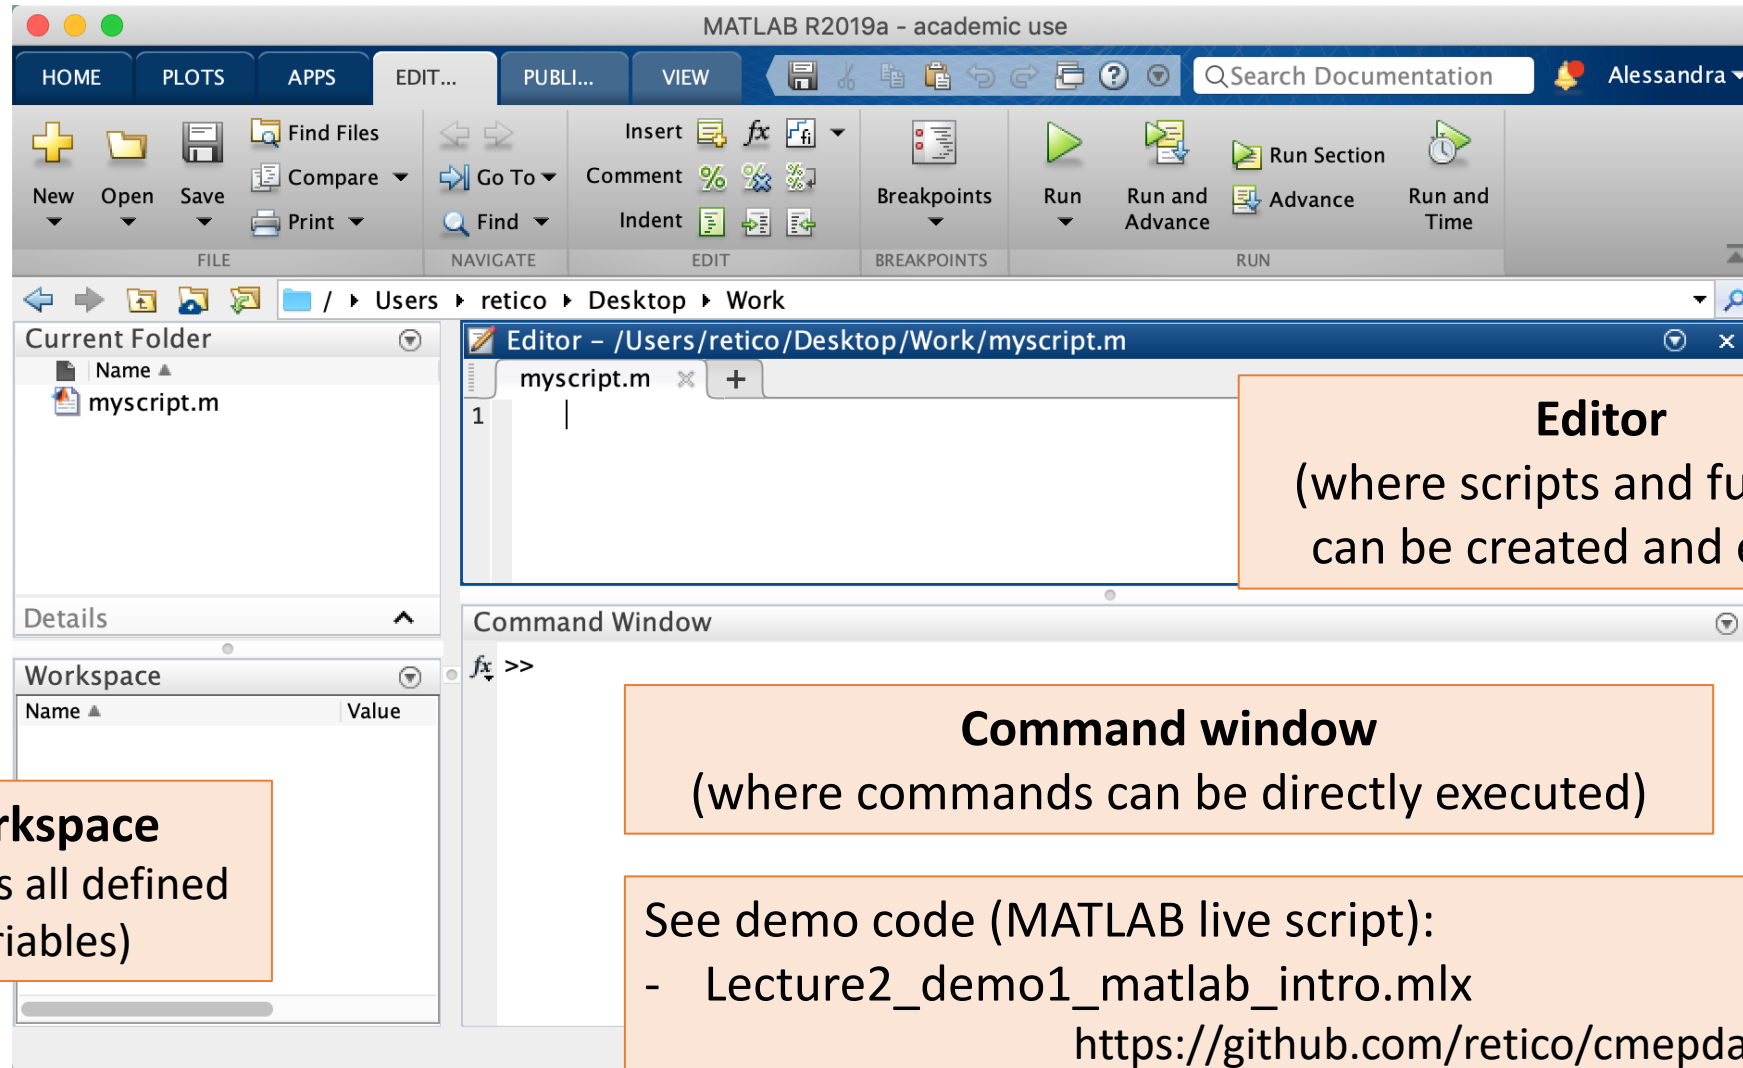 MATLAB R2019a - academic use
HOME PLOTS APPS EDIT... PUBLI... VIEW Search Documentation Alessandra
New Open Save Find Files Compare Print
FILE
Go To Find
NAVIGATE
Insert fx fi
Comment % % %
Indent
EDIT
Breakpoints
BREAKPOINTS
Run Run and Advance Run Section Advance Run and Time
RUN
/ Users retico Desktop Work
Current Folder
Name
myscript.m
Details
Workspace
Name Value
Editor – /Users/retico/Desktop/Work/myscript.m
myscript.m +
1
Editor
(where scripts and
can be created and
Command Window
fx >>
Command window
(where commands can be directly executed)
all defined
See demo code (MATLAB live script):
- Lecture2_demo1_matlab_intro.mlx
https://github.com/retico/cmepda